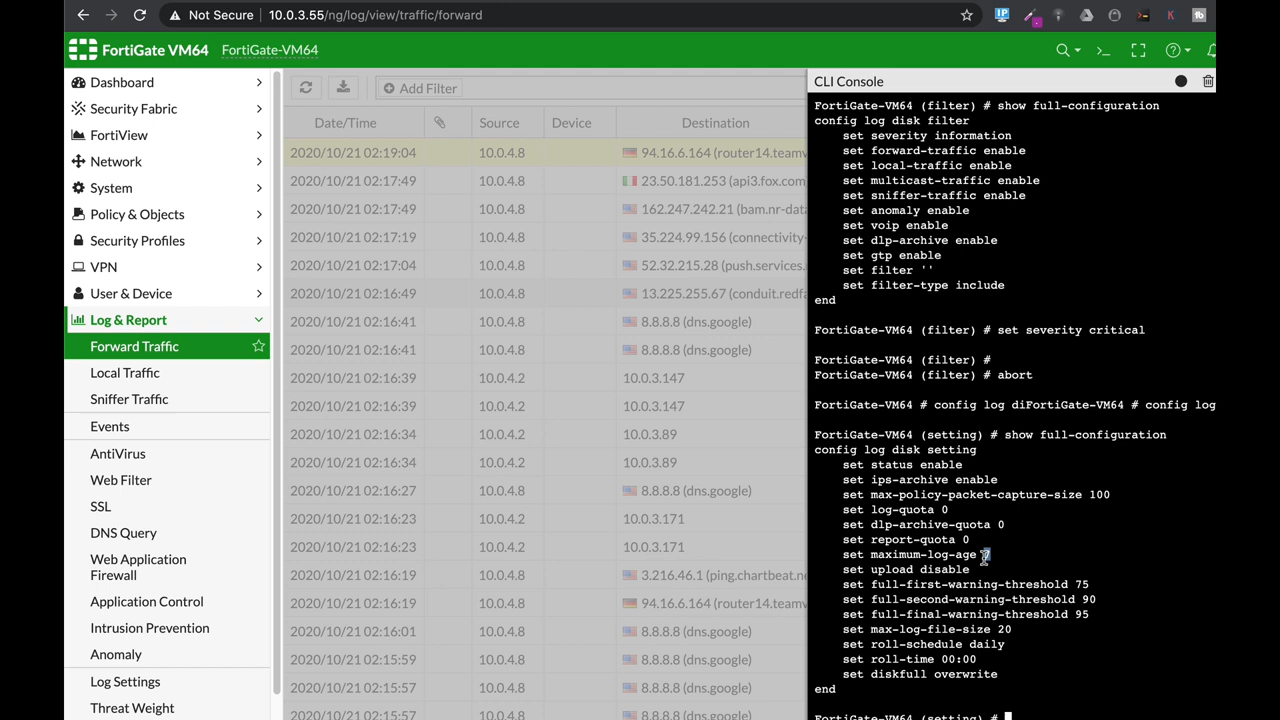 Not Secure | 10.0.3.55/ng/log/view/traffic/forward
FortiGate VM64 FortiGate-VM64
Dashboard
Security Fabric
FortiView
Network
System
Policy & Objects
Security Profiles
VPN
User & Device
Log & Report
Forward Traffic
Local Traffic
Sniffer Traffic
Events
AntiVirus
Web Filter
SSL
DNS Query
Web Application
Firewall
Application Control
Intrusion Prevention
Anomaly
Log Settings
Threat Weight
Add Filter
Date/Time Source Device Destination
2020/10/21 02:19:04 10.0.4.8 94.16.6.164 (router14.teamv
2020/10/21 02:17:49 10.0.4.8 23.50.181.253 (api3.fox.com
2020/10/21 02:17:49 10.0.4.8 162.247.242.21 (bam.nr-data
2020/10/21 02:17:19 10.0.4.8 35.224.99.156 (connectivity-
2020/10/21 02:17:04 10.0.4.8 52.32.215.28 (push.services.
2020/10/21 02:16:49 10.0.4.8 13.225.255.67 (conduit.redfa
2020/10/21 02:16:41 10.0.4.8 8.8.8.8 (dns.google)
2020/10/21 02:16:41 10.0.4.8 8.8.8.8 (dns.google)
2020/10/21 02:16:39 10.0.4.2 10.0.3.147
2020/10/21 02:16:39 10.0.4.2 10.0.3.147
2020/10/21 02:16:34 10.0.4.2 10.0.3.89
2020/10/21 02:16:34 10.0.4.2 10.0.3.89
2020/10/21 02:16:27 10.0.4.8 8.8.8.8 (dns.google)
2020/10/21 02:16:23 10.0.4.2 10.0.3.171
2020/10/21 02:16:23 10.0.4.2 10.0.3.171
2020/10/21 02:16:19 10.0.4.8 3.216.46.1 (ping.chartbeat.ne
2020/10/21 02:16:19 10.0.4.8 94.16.6.164 (router14.teamv
2020/10/21 02:16:01 10.0.4.8 8.8.8.8 (dns.google)
2020/10/21 02:15:59 10.0.4.8 8.8.8.8 (dns.google)
2020/10/21 02:15:57 10.0.4.8 8.8.8.8 (dns.google)
2020/10/21 02:15:57 10.0.4.8 8.8.8.8 (dns.google)
CLI Console
FortiGate-VM64 (filter) # show full-configuration
config log disk filter
set severity information
set forward-traffic enable
set local-traffic enable
set multicast-traffic enable
set sniffer-traffic enable
set anomaly enable
set voip enable
set dlp-archive enable
set gtp enable
set filter ''
set filter-type include
end
FortiGate-VM64 (filter) # set severity critical
FortiGate-VM64 (filter) #
FortiGate-VM64 (filter) # abort
FortiGate-VM64 # config log diFortiGate-VM64 # config log
FortiGate-VM64 (setting) # show full-configuration
config log disk setting
set status enable
set ips-archive enable
set max-policy-packet-capture-size 100
set log-quota 0
set dlp-archive-quota 0
set report-quota 0
set maximum-log-age
set upload disable
set full-first-warning-threshold 75
set full-second-warning-threshold 90
set full-final-warning-threshold 95
set max-log-file-size 20
set roll-schedule daily
set roll-time 00:00
set diskfull overwrite
end
FortiGate-VM64 (setting) #